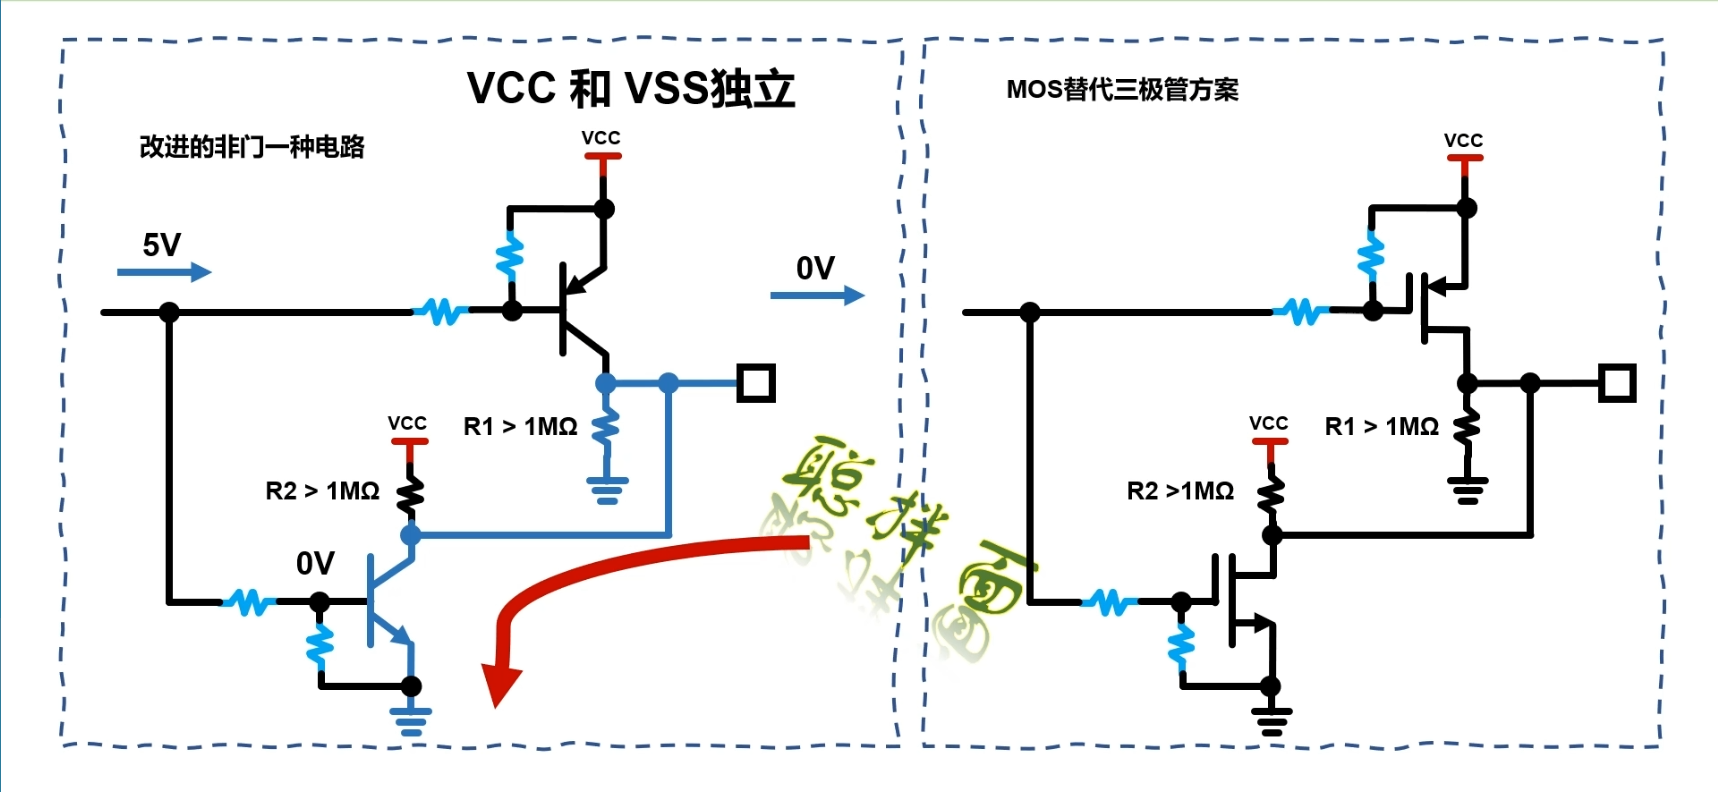 VCC 和 VSS独立
改进的非门一种电路
VCC
5V
0V
R1 > 1MΩ
VCC
R2 > 1MΩ
0V
MOS替代三极管方案
VCC
R1 > 1MΩ
VCC
R2 >1MΩ